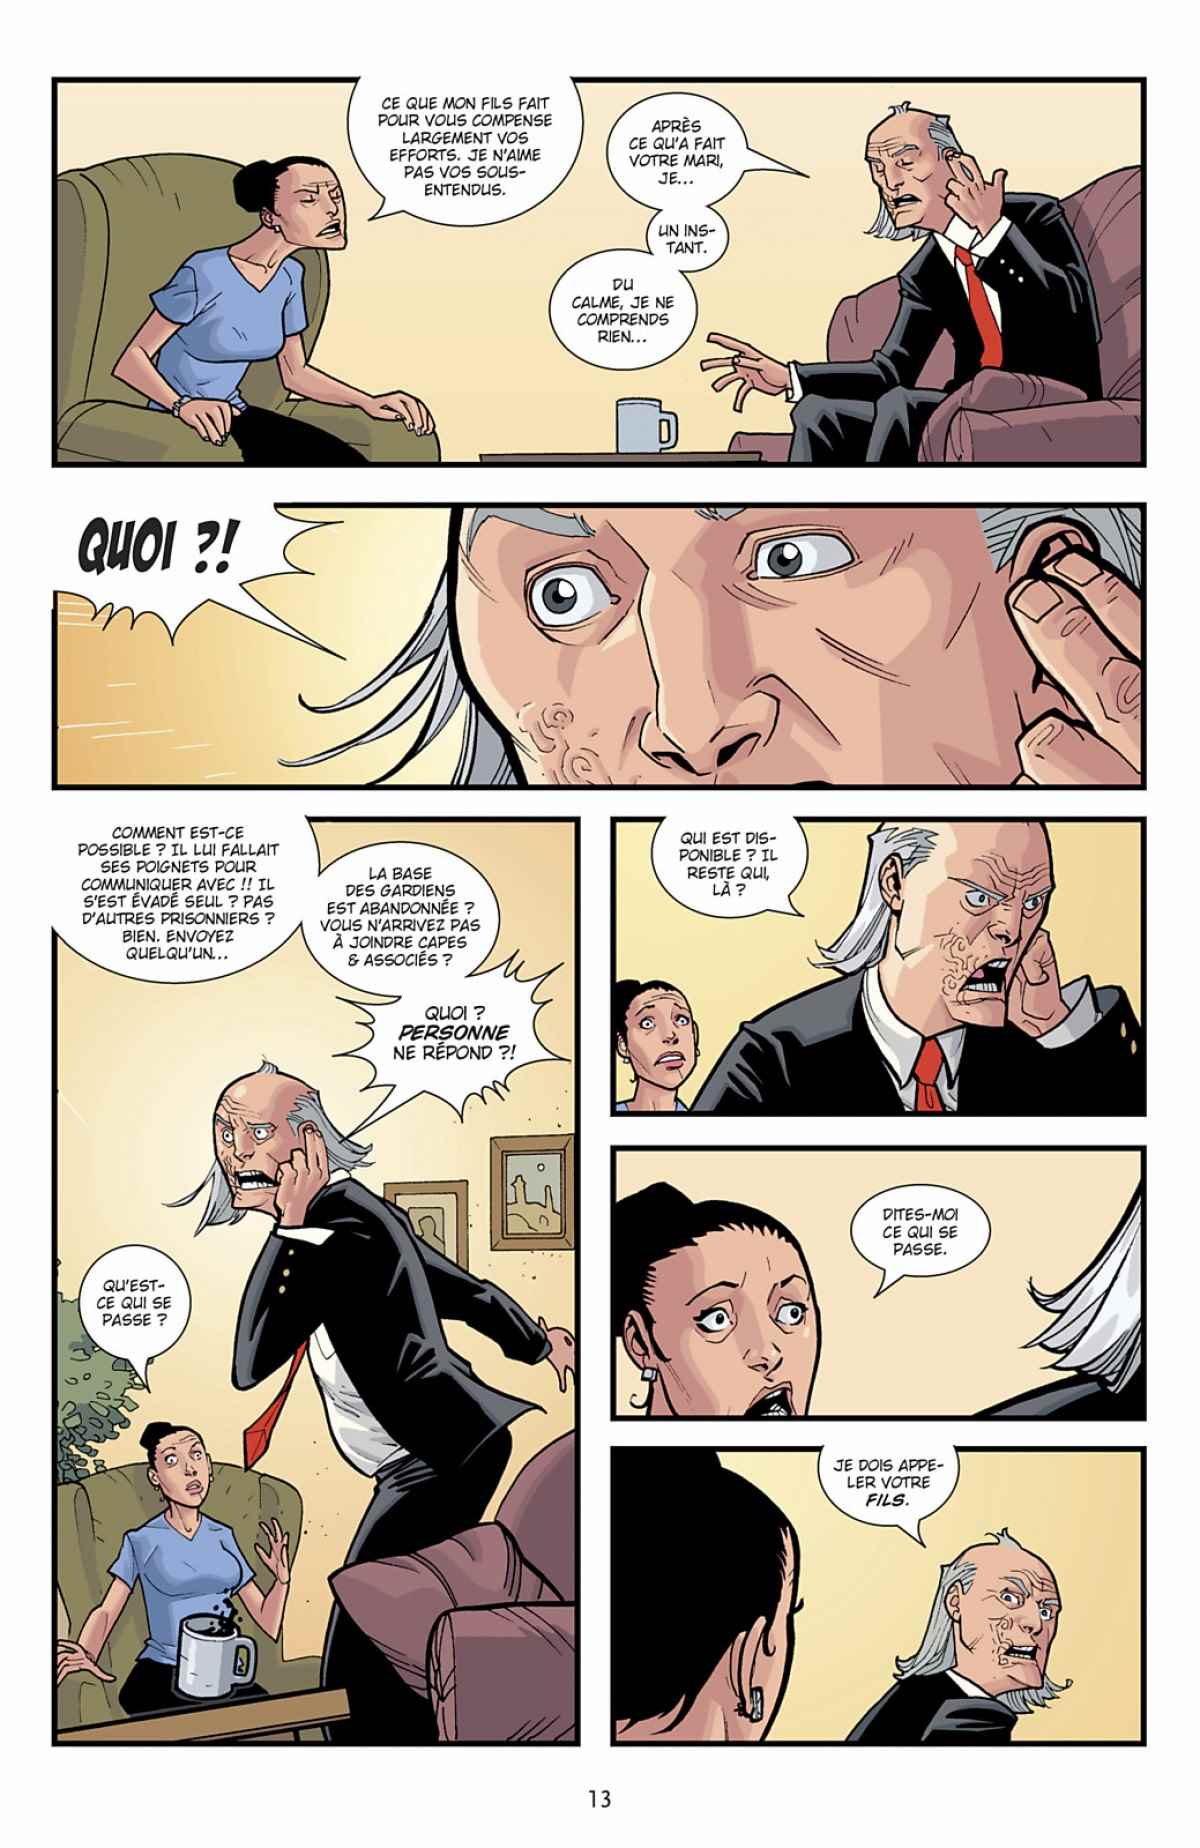 CE QUE MON FILS FAIT
POUR VOUS COMPENSE
LARGEMENT VOS
EFFORTS. JE N'AIME
PAS VOS SOUS-
ENTENDUS.
APRÈS
CE QU'A FAIT
VOTRE MARI,
JE...
UN INS-
TANT.
DU
CALME, JE NE
COMPRENDS
RIEN...
QUOI ?!
COMMENT EST-CE
POSSIBLE ? IL LUI FALLAIT
SES POIGNETS POUR
COMMUNIQUER AVEC !! IL
S'EST ÉVADÉ SEUL ? PAS
D'AUTRES PRISONNIERS ?
BIEN. ENVOYEZ
QUELQU'UN...
LA BASE
DES GARDIENS
EST ABANDONNÉE ?
VOUS N'ARRIVEZ PAS
À JOINDRE CAPES
& ASSOCIÉS ?
QUOI ?
PERSONNE
NE RÉPOND ?!
QU'EST-
CE QUI SE
PASSE ?
QUI EST DIS-
PONIBLE ? IL
RESTE QUI,
LÀ ?
DITES-MOI
CE QUI SE
PASSE.
JE DOIS APPE-
LER VOTRE
FILS.
13